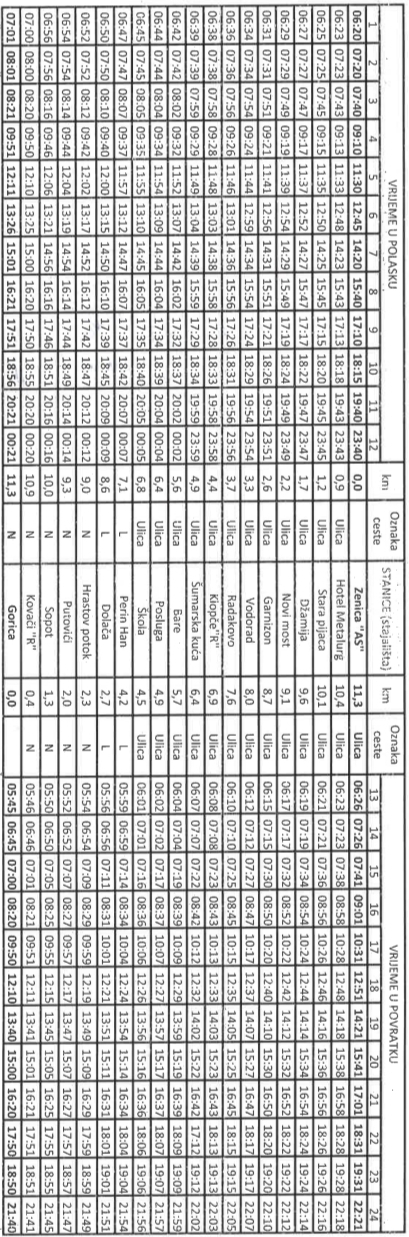 VRIJEME U POLASKU km Oznaka ceste STANICE (stajališta) km Oznaka ceste VRIJEME U POVRATKU
1 2 3 4 5 6 7 8 9 10 11 12 13 14 15 16 17 18 19 20 21 22 23 24
06:20 07:20 07:40 09:10 11:30 12:45 14:20 15:40 17:10 18:15 19:40 23:40 0,0 Zenica "AS" 11,3 Ulica 06:26 07:26 07:41 09:01 10:31 12:51 14:21 15:41 17:01 18:31 19:31 22:21
06:23 07:23 07:43 09:13 11:33 12:48 14:23 15:43 17:13 18:18 19:43 23:43 0,9 Ulica Hotel Metalurg 10,4 Ulica 06:23 07:23 07:38 08:58 10:28 12:48 14:18 15:38 16:58 18:28 19:28 22:18
06:25 07:25 07:45 09:15 11:35 12:50 14:25 15:45 17:15 18:20 19:45 23:45 1,2 Ulica Stara pijaca 10,1 Ulica 06:21 07:21 07:36 08:56 10:26 12:46 14:16 15:36 16:56 18:26 19:26 22:16
06:27 07:27 07:47 09:17 11:37 12:52 14:27 15:47 17:17 18:22 19:47 23:47 1,7 Ulica Džamija 9,6 Ulica 06:19 07:19 07:34 08:54 10:24 12:44 14:14 15:34 16:54 18:24 19:24 22:14
06:29 07:29 07:49 09:19 11:39 12:54 14:29 15:49 17:19 18:24 19:49 23:49 2,2 Ulica Novi most 9,1 Ulica 06:17 07:17 07:32 08:52 10:22 12:42 14:12 15:32 16:52 18:22 19:22 22:12
06:31 07:31 07:51 09:21 11:41 12:56 14:31 15:51 17:21 18:26 19:51 23:51 2,6 Ulica Garnizon 8,7 Ulica 06:15 07:15 07:30 08:50 10:20 12:40 14:10 15:30 16:50 18:20 19:20 22:10
06:34 07:34 07:54 09:24 11:44 12:59 14:34 15:54 17:24 18:29 19:54 23:54 3,3 Ulica Vodorad 8,0 Ulica 06:12 07:12 07:27 08:47 10:17 12:37 14:07 15:27 16:47 18:17 19:17 22:07
06:36 07:36 07:56 09:26 11:46 13:01 14:36 15:56 17:26 18:31 19:56 23:56 3,7 Ulica Radakovo 7,6 Ulica 06:10 07:10 07:25 08:45 10:15 12:35 14:05 15:25 16:45 18:15 19:15 22:05
06:38 07:38 07:58 09:28 11:48 13:03 14:38 15:58 17:28 18:33 19:58 23:58 4,4 Ulica Klopče"R" 6,9 Ulica 06:08 07:08 07:23 08:43 10:13 12:33 14:03 15:23 16:43 18:13 19:13 22:03
06:39 07:39 07:59 09:29 11:49 13:04 14:39 15:59 17:29 18:34 19:59 23:59 4,9 Ulica Šumarska kuća 6,4 Ulica 06:07 07:07 07:22 08:42 10:12 12:32 14:02 15:22 16:42 18:12 19:12 22:02
06:42 07:42 08:02 09:32 11:52 13:07 14:42 16:02 17:32 18:37 20:02 00:02 5,6 Ulica Bare 5,7 Ulica 06:04 07:04 07:19 08:39 10:09 12:29 13:59 15:19 16:39 18:09 19:09 21:59
06:44 07:44 08:04 09:34 11:54 13:09 14:44 16:04 17:34 18:39 20:04 00:04 6,4 Ulica Posluga 4,9 Ulica 06:02 07:02 07:17 08:37 10:07 12:27 13:57 15:17 16:37 18:07 19:07 21:57
06:45 07:45 08:05 09:35 11:55 13:10 14:45 16:05 17:35 18:40 20:05 00:05 6,8 Ulica Škola 4,5 Ulica 06:01 07:01 07:16 08:36 10:06 12:26 13:56 15:16 16:36 18:06 19:06 21:56
06:47 07:47 08:07 09:37 11:57 13:12 14:47 16:07 17:37 18:42 20:07 00:07 7,1 L Perin Han 4,2 L 05:59 06:59 07:14 08:34 10:04 12:24 13:54 15:14 16:34 18:04 19:04 21:54
06:50 07:50 08:10 09:40 12:00 13:15 14:50 16:10 17:39 18:45 20:09 00:09 8,6 L Dolača 2,7 L 05:56 06:56 07:11 08:31 10:01 12:21 13:51 15:11 16:31 18:01 19:01 21:51
06:52 07:52 08:12 09:42 12:02 13:17 14:52 16:12 17:42 18:47 20:12 00:12 9,0 N Hrastov potok 2,3 N 05:54 06:54 07:09 08:29 09:59 12:19 13:49 15:09 16:29 17:59 18:59 21:49
06:54 07:54 08:14 09:44 12:04 13:19 14:54 16:14 17:44 18:49 20:14 00:14 9,3 N Putovići 2,0 N 05:52 06:52 07:07 08:27 09:57 12:17 13:47 15:07 16:27 17:57 18:57 21:47
06:56 07:56 08:16 09:46 12:06 13:21 14:56 16:16 17:46 18:51 20:16 00:16 10,0 N Sopot 1,3 N 05:50 06:50 07:05 08:25 09:55 12:15 13:45 15:05 16:25 17:55 18:55 21:45
07:00 08:00 08:20 09:50 12:10 13:25 15:00 16:20 17:50 18:55 20:20 00:20 10,9 N Kovači "R" 0,4 N 05:46 06:46 07:01 08:21 09:51 12:11 13:41 15:01 16:21 17:51 18:51 21:41
07:01 08:01 08:21 09:51 12:11 13:26 15:01 16:21 17:51 18:56 20:21 00:21 11,3 N Gorica 0,0 05:45 06:45 07:00 08:20 09:50 12:10 13:40 15:00 16:20 17:50 18:50 21:40